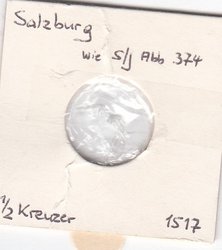 Salzburg
wie S/J Abb 374
1/2 Kreuzer 1517